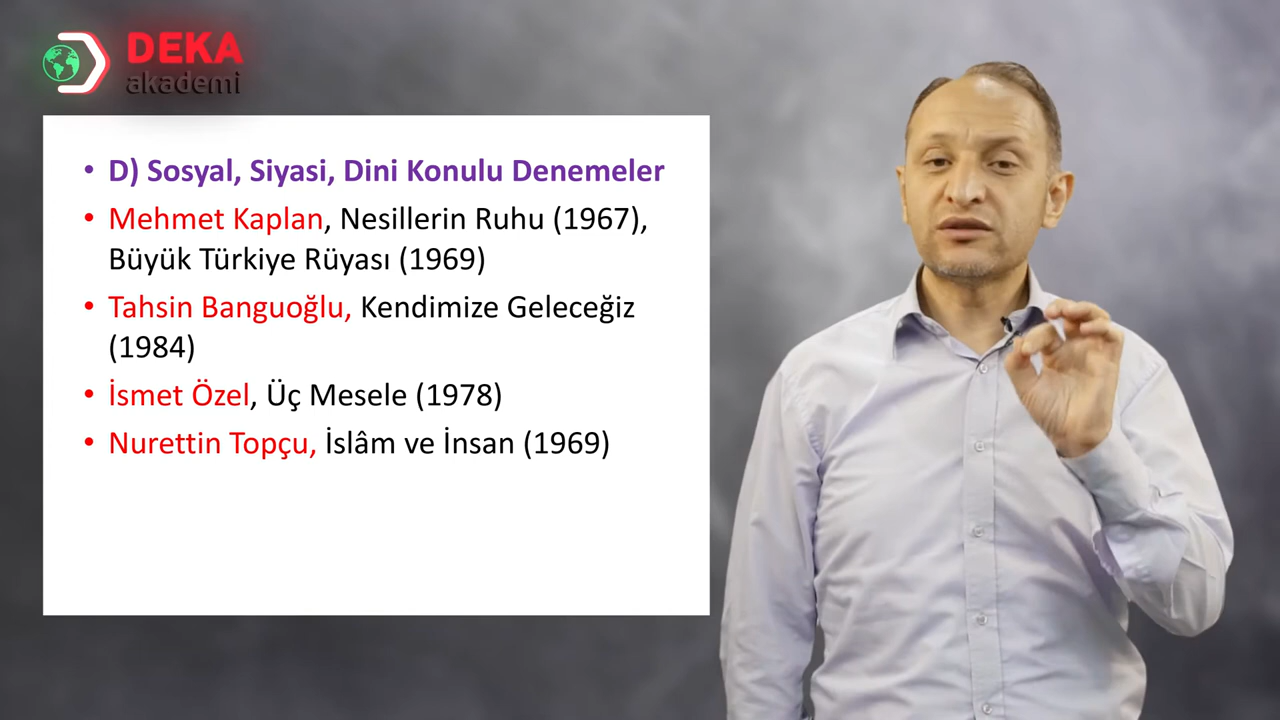 DEKA
akademi
• D) Sosyal, Siyasi, Dini Konulu Denemeler
• Mehmet Kaplan, Nesillerin Ruhu (1967),
Büyük Türkiye Rüyası (1969)
• Tahsin Banguoğlu, Kendimize Geleceğiz
(1984)
• İsmet Özel, Üç Mesele (1978)
• Nurettin Topçu, İslâm ve İnsan (1969)